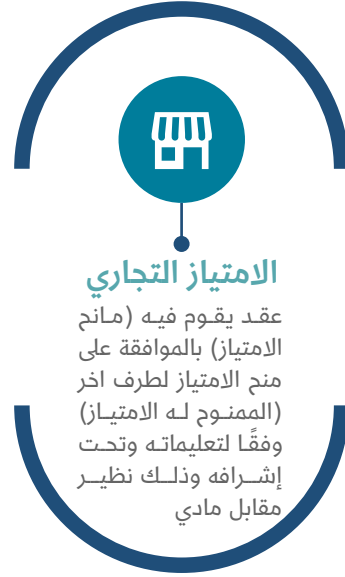 الامتياز التجاري
عقد يقوم فيه (مانح
الامتياز) بالموافقة على
منح الامتياز لطرف اخر
(الممنوح له الامتياز)
وفقًا لتعليماته وتحت
إشرافه وذلك نظير
مقابل مادي